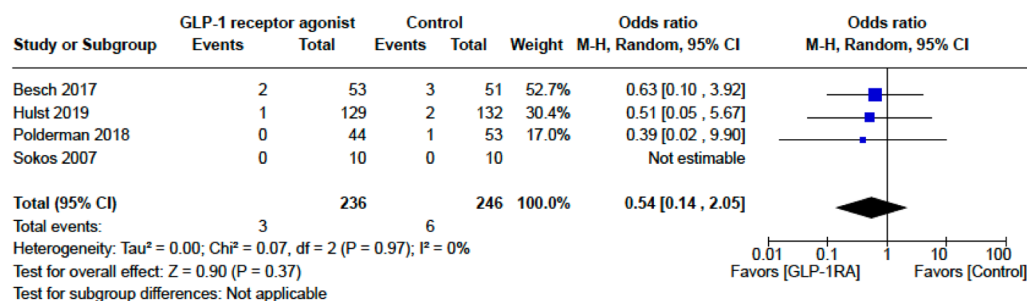 GLP-1 receptor agonist Control Odds ratio Odds ratio
Study or Subgroup Events Total Events Total Weight M-H, Random, 95% CI M-H, Random, 95% CI
Besch 2017 2 53 3 51 52.7% 0.63 [0.10 , 3.92]
Hulst 2019 1 129 2 132 30.4% 0.51 [0.05 , 5.67]
Polderman 2018 0 44 1 53 17.0% 0.39 [0.02 , 9.90]
Sokos 2007 0 10 0 10 Not estimable
Total (95% CI) 236 246 100.0% 0.54 [0.14 , 2.05]
Total events: 3 6
Heterogeneity: Tau² = 0.00; Chi² = 0.07, df = 2 (P = 0.97); I² = 0%
Test for overall effect: Z = 0.90 (P = 0.37)
Test for subgroup differences: Not applicable
0.01 0.1 1 10 100
Favors [GLP-1RA] Favors [Control]